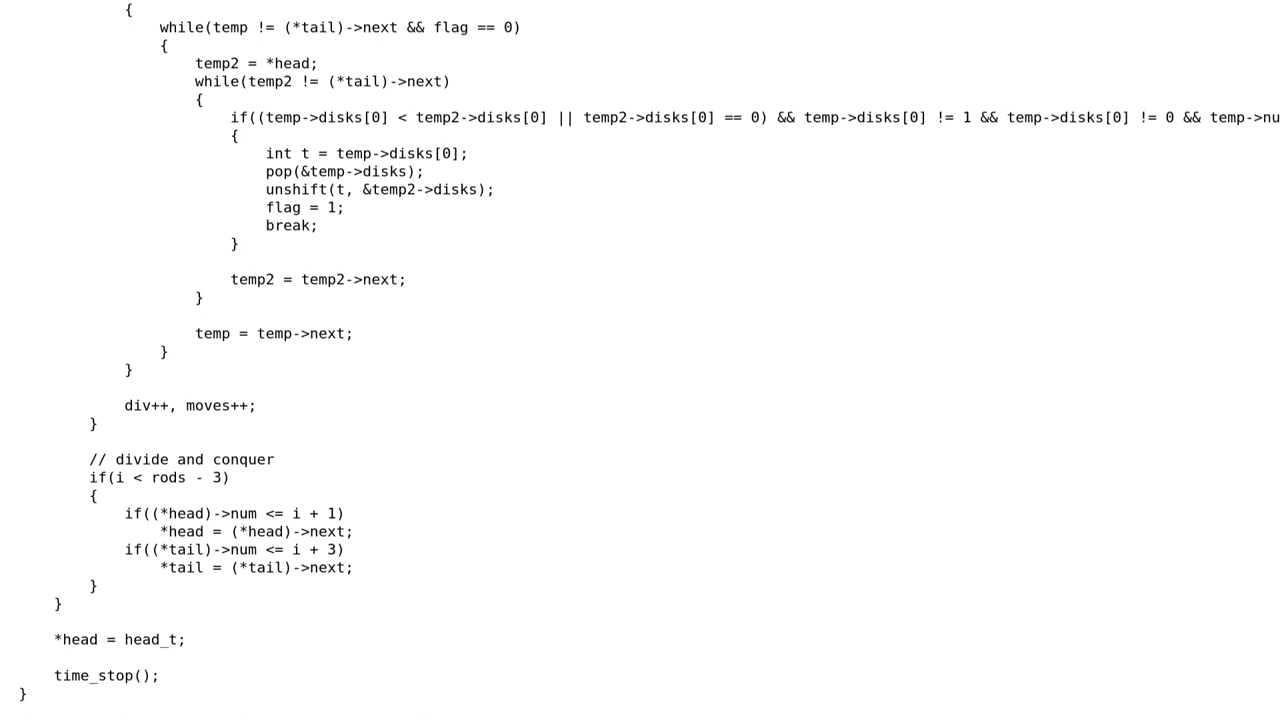 {
while(temp != (*tail)->next && flag == 0)
{
temp2 = *head;
while(temp2 != (*tail)->next)
{
if((temp->disks[0] < temp2->disks[0] || temp2->disks[0] == 0) && temp->disks[0] != 1 && temp->disks[0] != 0 && temp->nu
{
int t = temp->disks[0];
pop(&temp->disks);
unshift(t, &temp2->disks);
flag = 1;
break;
}
temp2 = temp2->next;
}
temp = temp->next;
}
}
div++, moves++;
}
// divide and conquer
if(i < rods - 3)
{
if((*head)->num <= i + 1)
*head = (*head)->next;
if((*tail)->num <= i + 3)
*tail = (*tail)->next;
}
}
*head = head_t;
time_stop();
}